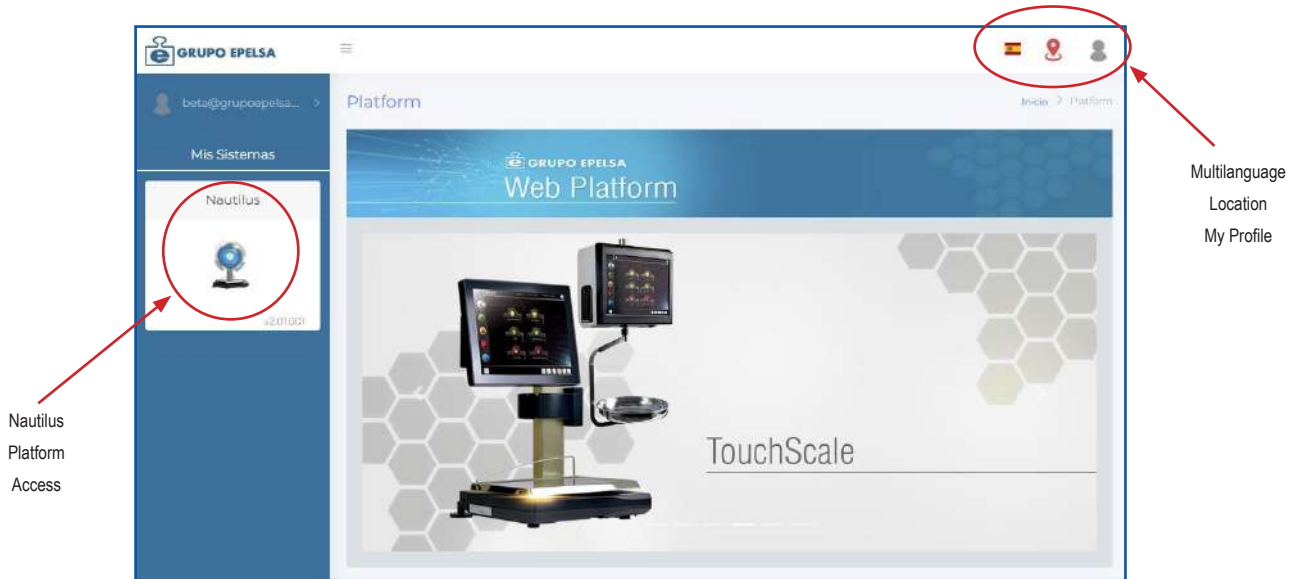 GRUPO EPELSA
beta@grupoepelsa... >
Platform
Inicio > Platform
Mis Sistemas
GRUPO EPELSA
Web Platform
Nautilus
TouchScale
Multilanguage
Location
My Profile
Nautilus
Platform
Access